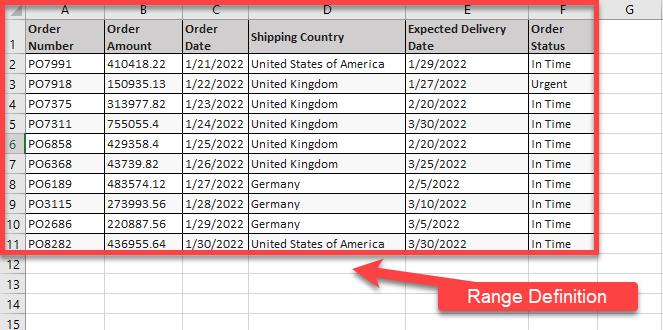 A B C D E F G
1 Order Number Order Amount Order Date Shipping Country Expected Delivery Date Order Status
2 PO7991 410418.22 1/21/2022 United States of America 1/29/2022 In Time
3 PO7918 150935.13 1/22/2022 United Kingdom 1/27/2022 Urgent
4 PO7375 313977.82 1/23/2022 United Kingdom 2/20/2022 In Time
5 PO7311 755055.4 1/24/2022 United Kingdom 3/30/2022 In Time
6 PO6858 429358.4 1/25/2022 United Kingdom 2/20/2022 In Time
7 PO6368 43739.82 1/26/2022 United Kingdom 3/25/2022 In Time
8 PO6189 483574.12 1/27/2022 Germany 2/5/2022 In Time
9 PO3115 273993.56 1/28/2022 Germany 3/10/2022 In Time
10 PO2686 220887.56 1/29/2022 Germany 3/5/2022 In Time
11 PO8282 436955.64 1/30/2022 United States of America 3/30/2022 In Time
12
13
Range Definition
14
15